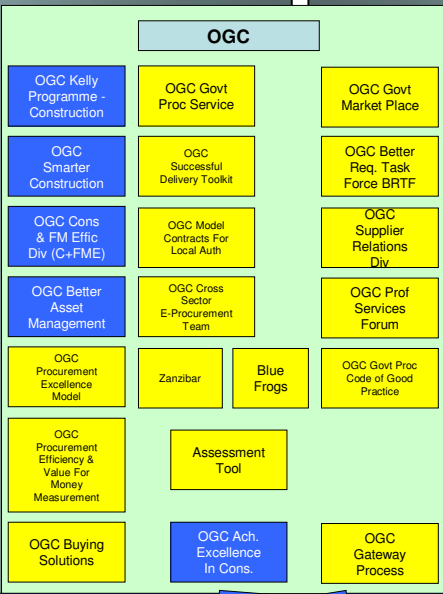 OGC
OGC Kelly
Programme -
Construction
OGC Govt
Proc Service
OGC Govt
Market Place
OGC
Smarter
Construction
OGC
Successful
Delivery Toolkit
OGC Better
Req. Task
Force BRTF
OGC Cons
& FM Effic
Div (C+FME)
OGC Model
Contracts For
Local Auth
OGC
Supplier
Relations
Div
OGC Better
Asset
Management
OGC Cross
Sector
E-Procurement
Team
OGC Prof
Services
Forum
OGC
Procurement
Excellence
Model
Zanzibar
Blue
Frogs
OGC Govt Proc
Code of Good
Practice
OGC
Procurement
Efficiency &
Value For
Money
Measurement
Assessment
Tool
OGC Buying
Solutions
OGC Ach.
Excellence
In Cons.
OGC
Gateway
Process